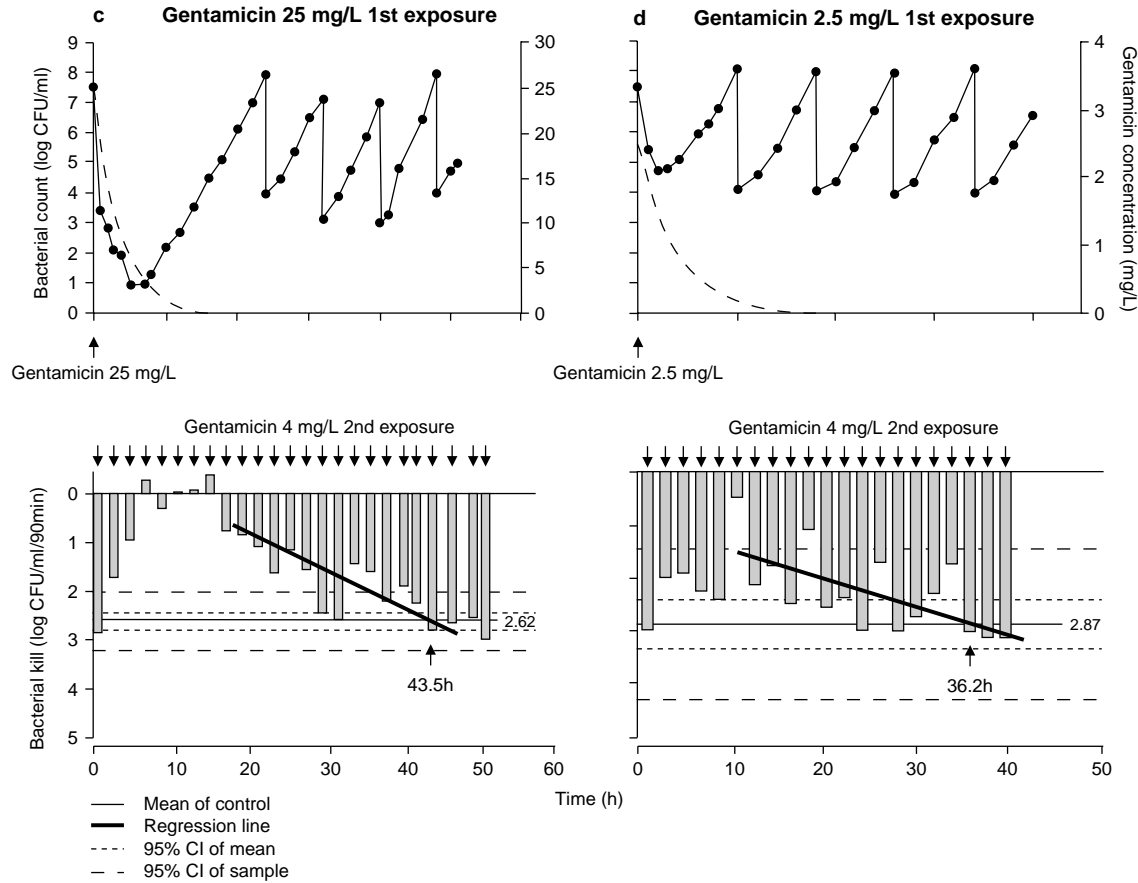 c Gentamicin 25 mg/L 1st exposure
Bacterial count (log CFU/ml)
9
8
7
6
5
4
3
2
1
0
30
25
20
15
10
5
0
Gentamicin 25 mg/L
d Gentamicin 2.5 mg/L 1st exposure
4
3
2
1
0
Gentamicin concentration (mg/L)
Gentamicin 2.5 mg/L
Gentamicin 4 mg/L 2nd exposure
Bacterial kill (log CFU/ml/90min)
0
1
2
3
4
5
2.62
43.5h
0 10 20 30 40 50 60
Gentamicin 4 mg/L 2nd exposure
2.87
36.2h
0 10 20 30 40 50
Time (h)
Mean of control
Regression line
95% CI of mean
95% CI of sample